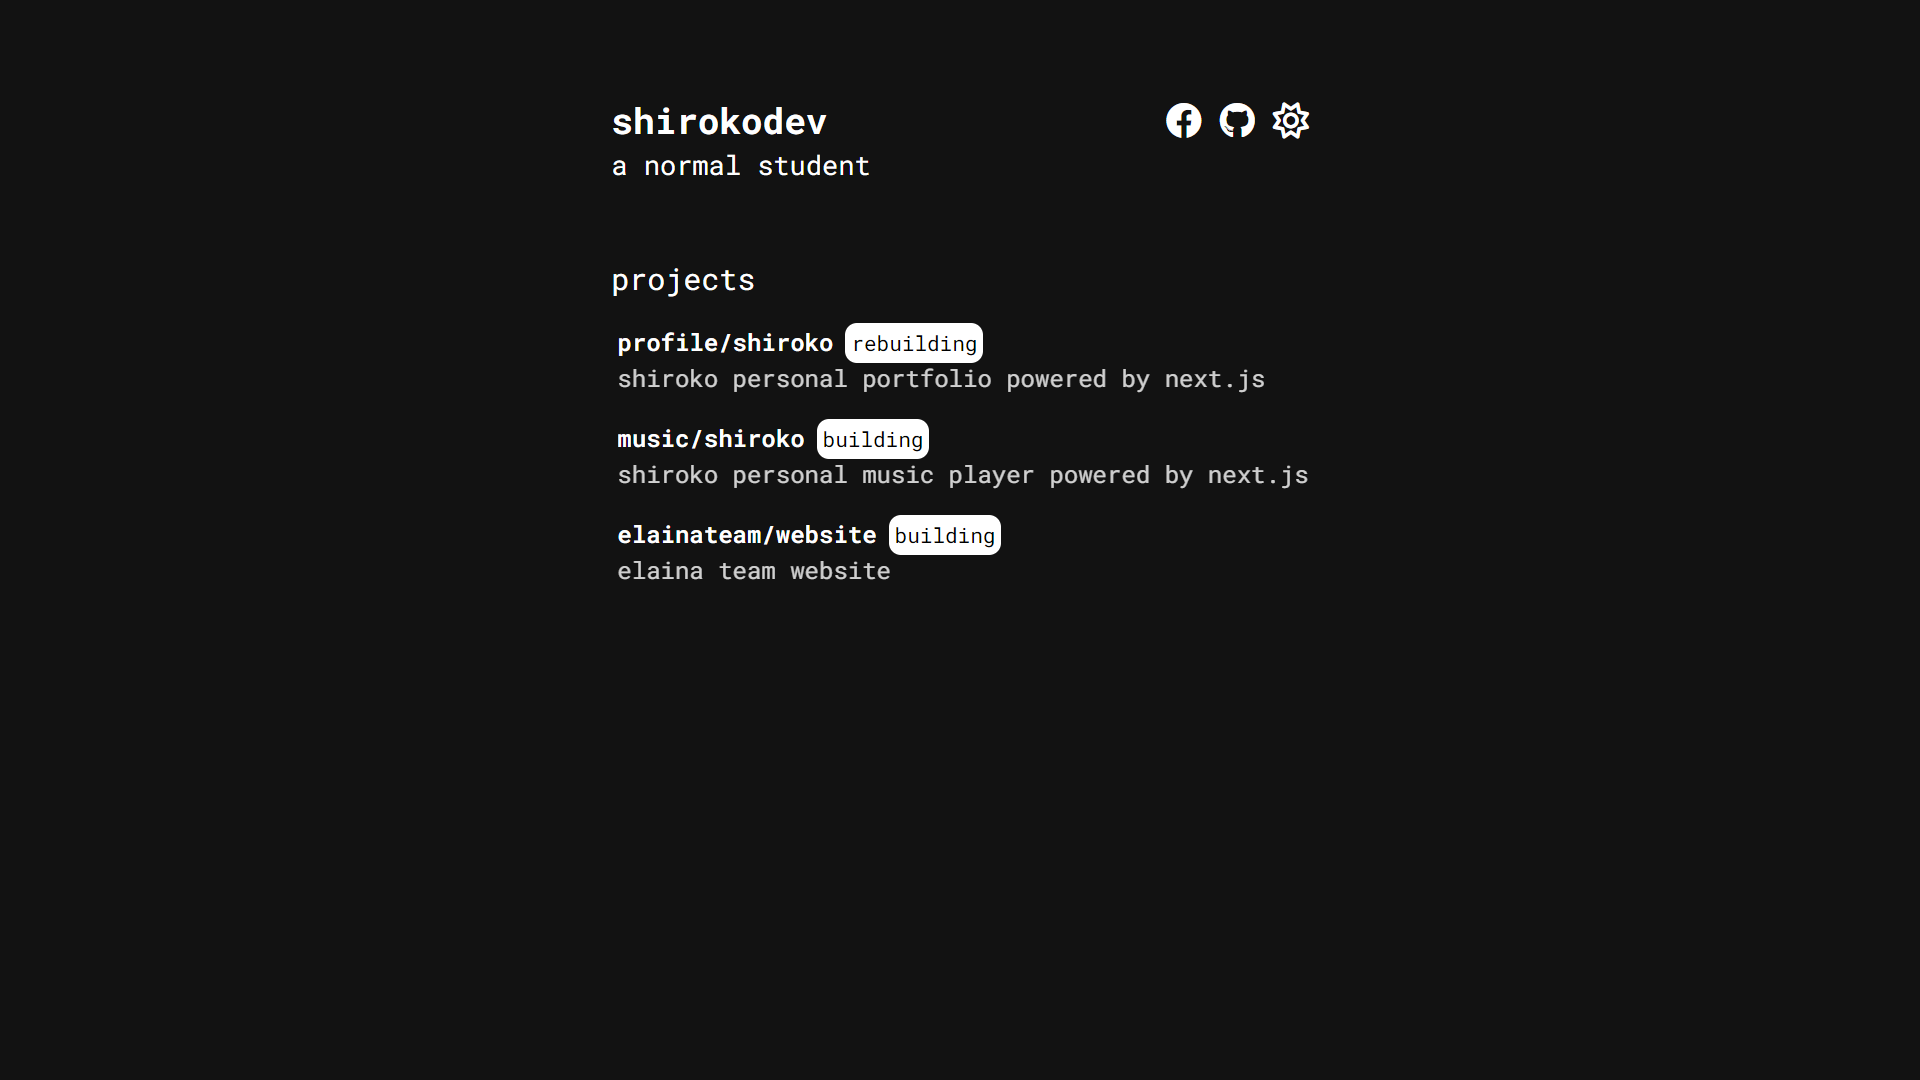 shirokodev
a normal student
projects
profile/shiroko rebuilding
shiroko personal portfolio powered by next.js
music/shiroko building
shiroko personal music player powered by next.js
elainateam/website building
elaina team website